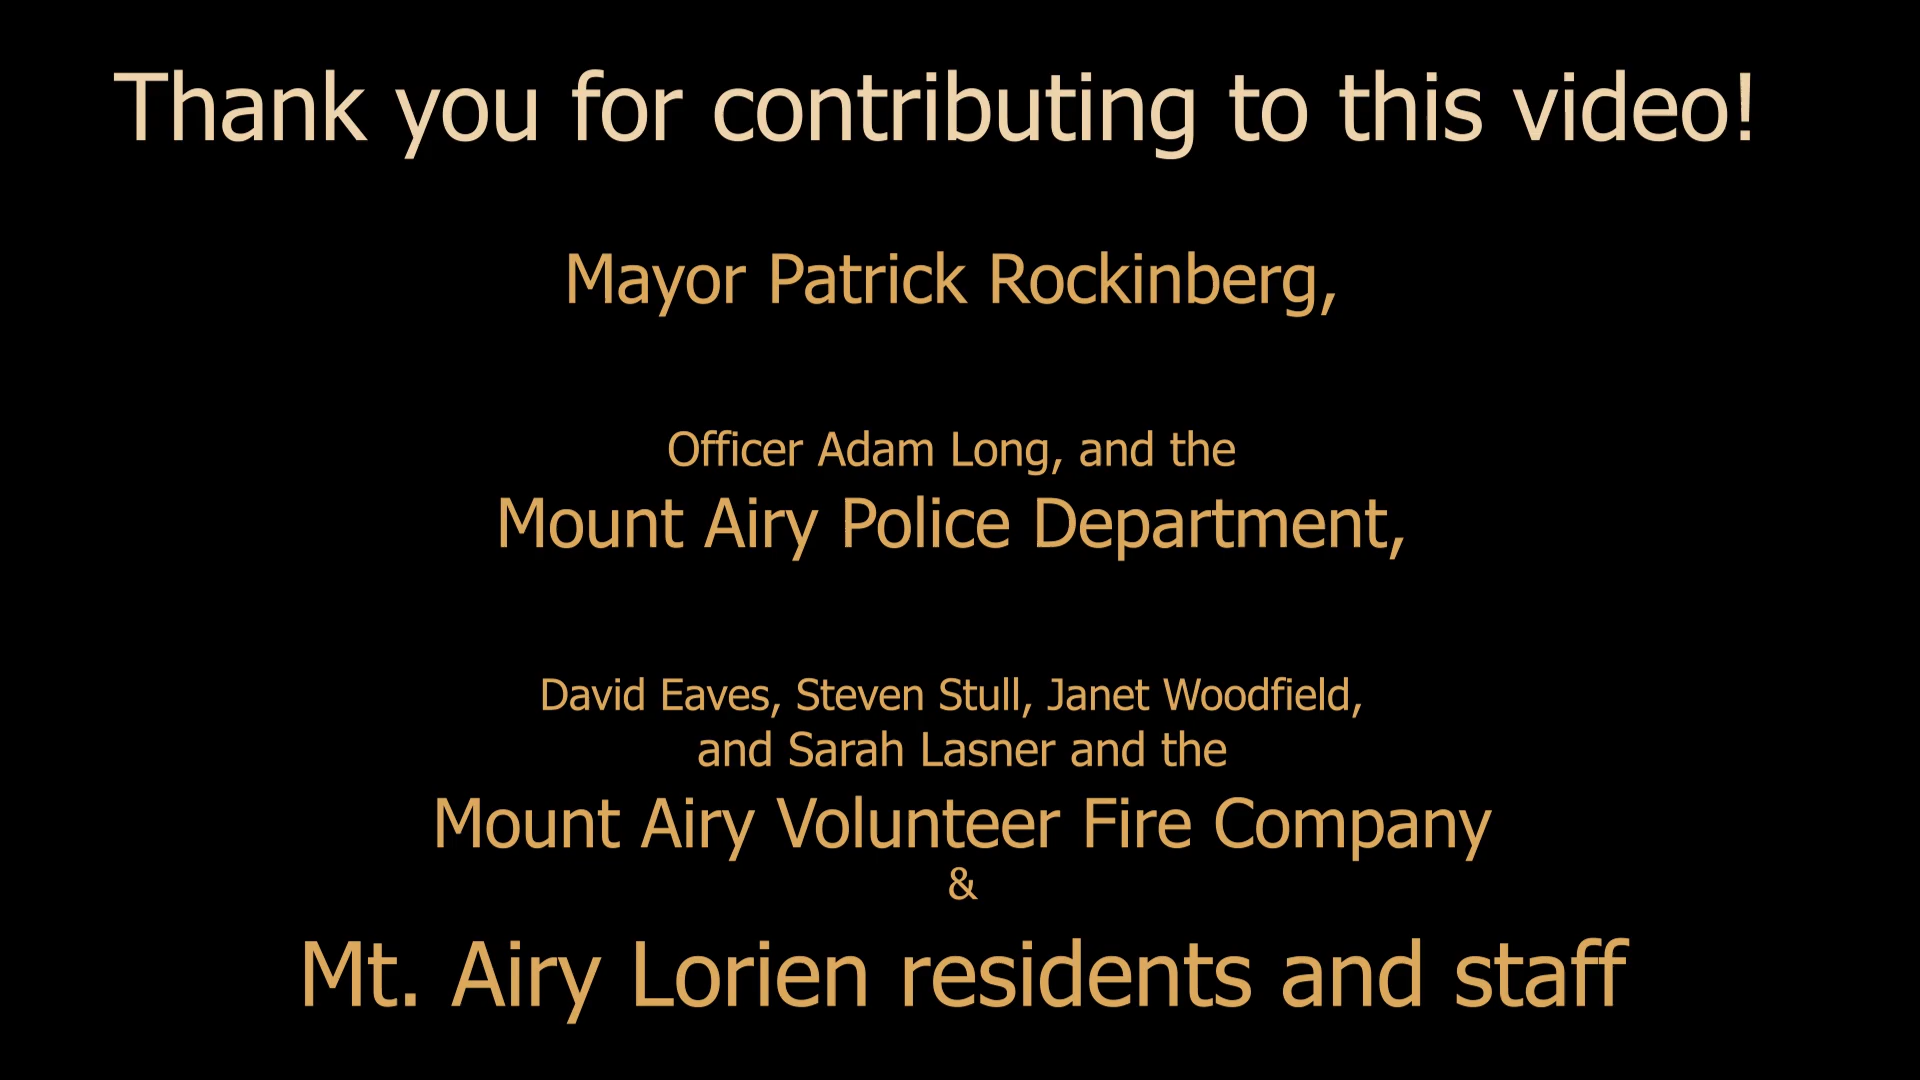 Thank you for contributing to this video!
Mayor Patrick Rockinberg,
Officer Adam Long, and the
Mount Airy Police Department,
David Eaves, Steven Stull, Janet Woodfield,
and Sarah Lasner and the
Mount Airy Volunteer Fire Company
&
Mt. Airy Lorien residents and staff